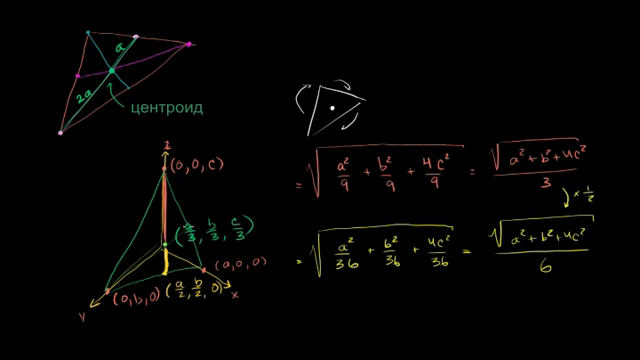 a
2a
центроид
z
(0, 0, c)
(a/3, b/3, c/3)
(a, 0, 0)
(0, b, 0) (a/2, b/2, 0)
x
y
= √(a²/9 + b²/9 + 4c²/9) = √(a² + b² + 4c²)/3
× 1/2
= √(a²/36 + b²/36 + 4c²/36) = √(a² + b² + 4c²)/6